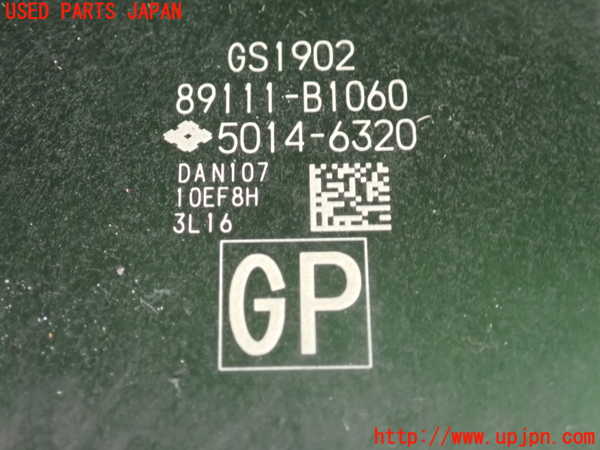 USED PARTS JAPAN
GS1902
89111-B1060
5014-6320
DAN107
10EF8H
3L16
GP
http://www.upjpn.com